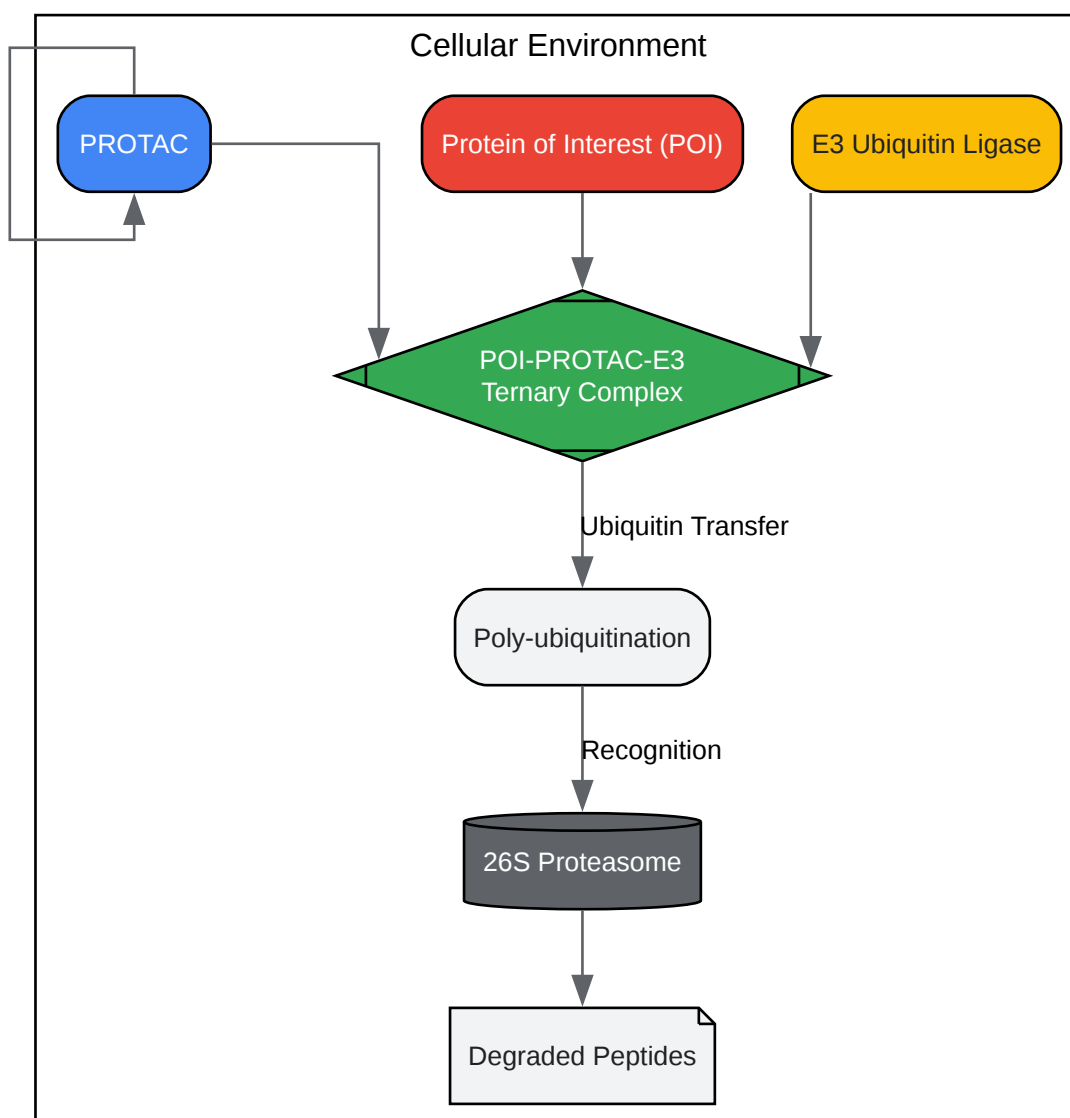 Cellular Environment
PROTAC
Protein of Interest (POI)
E3 Ubiquitin Ligase
POI-PROTAC-E3
Ternary Complex
Ubiquitin Transfer
Poly-ubiquitination
Recognition
26S Proteasome
Degraded Peptides